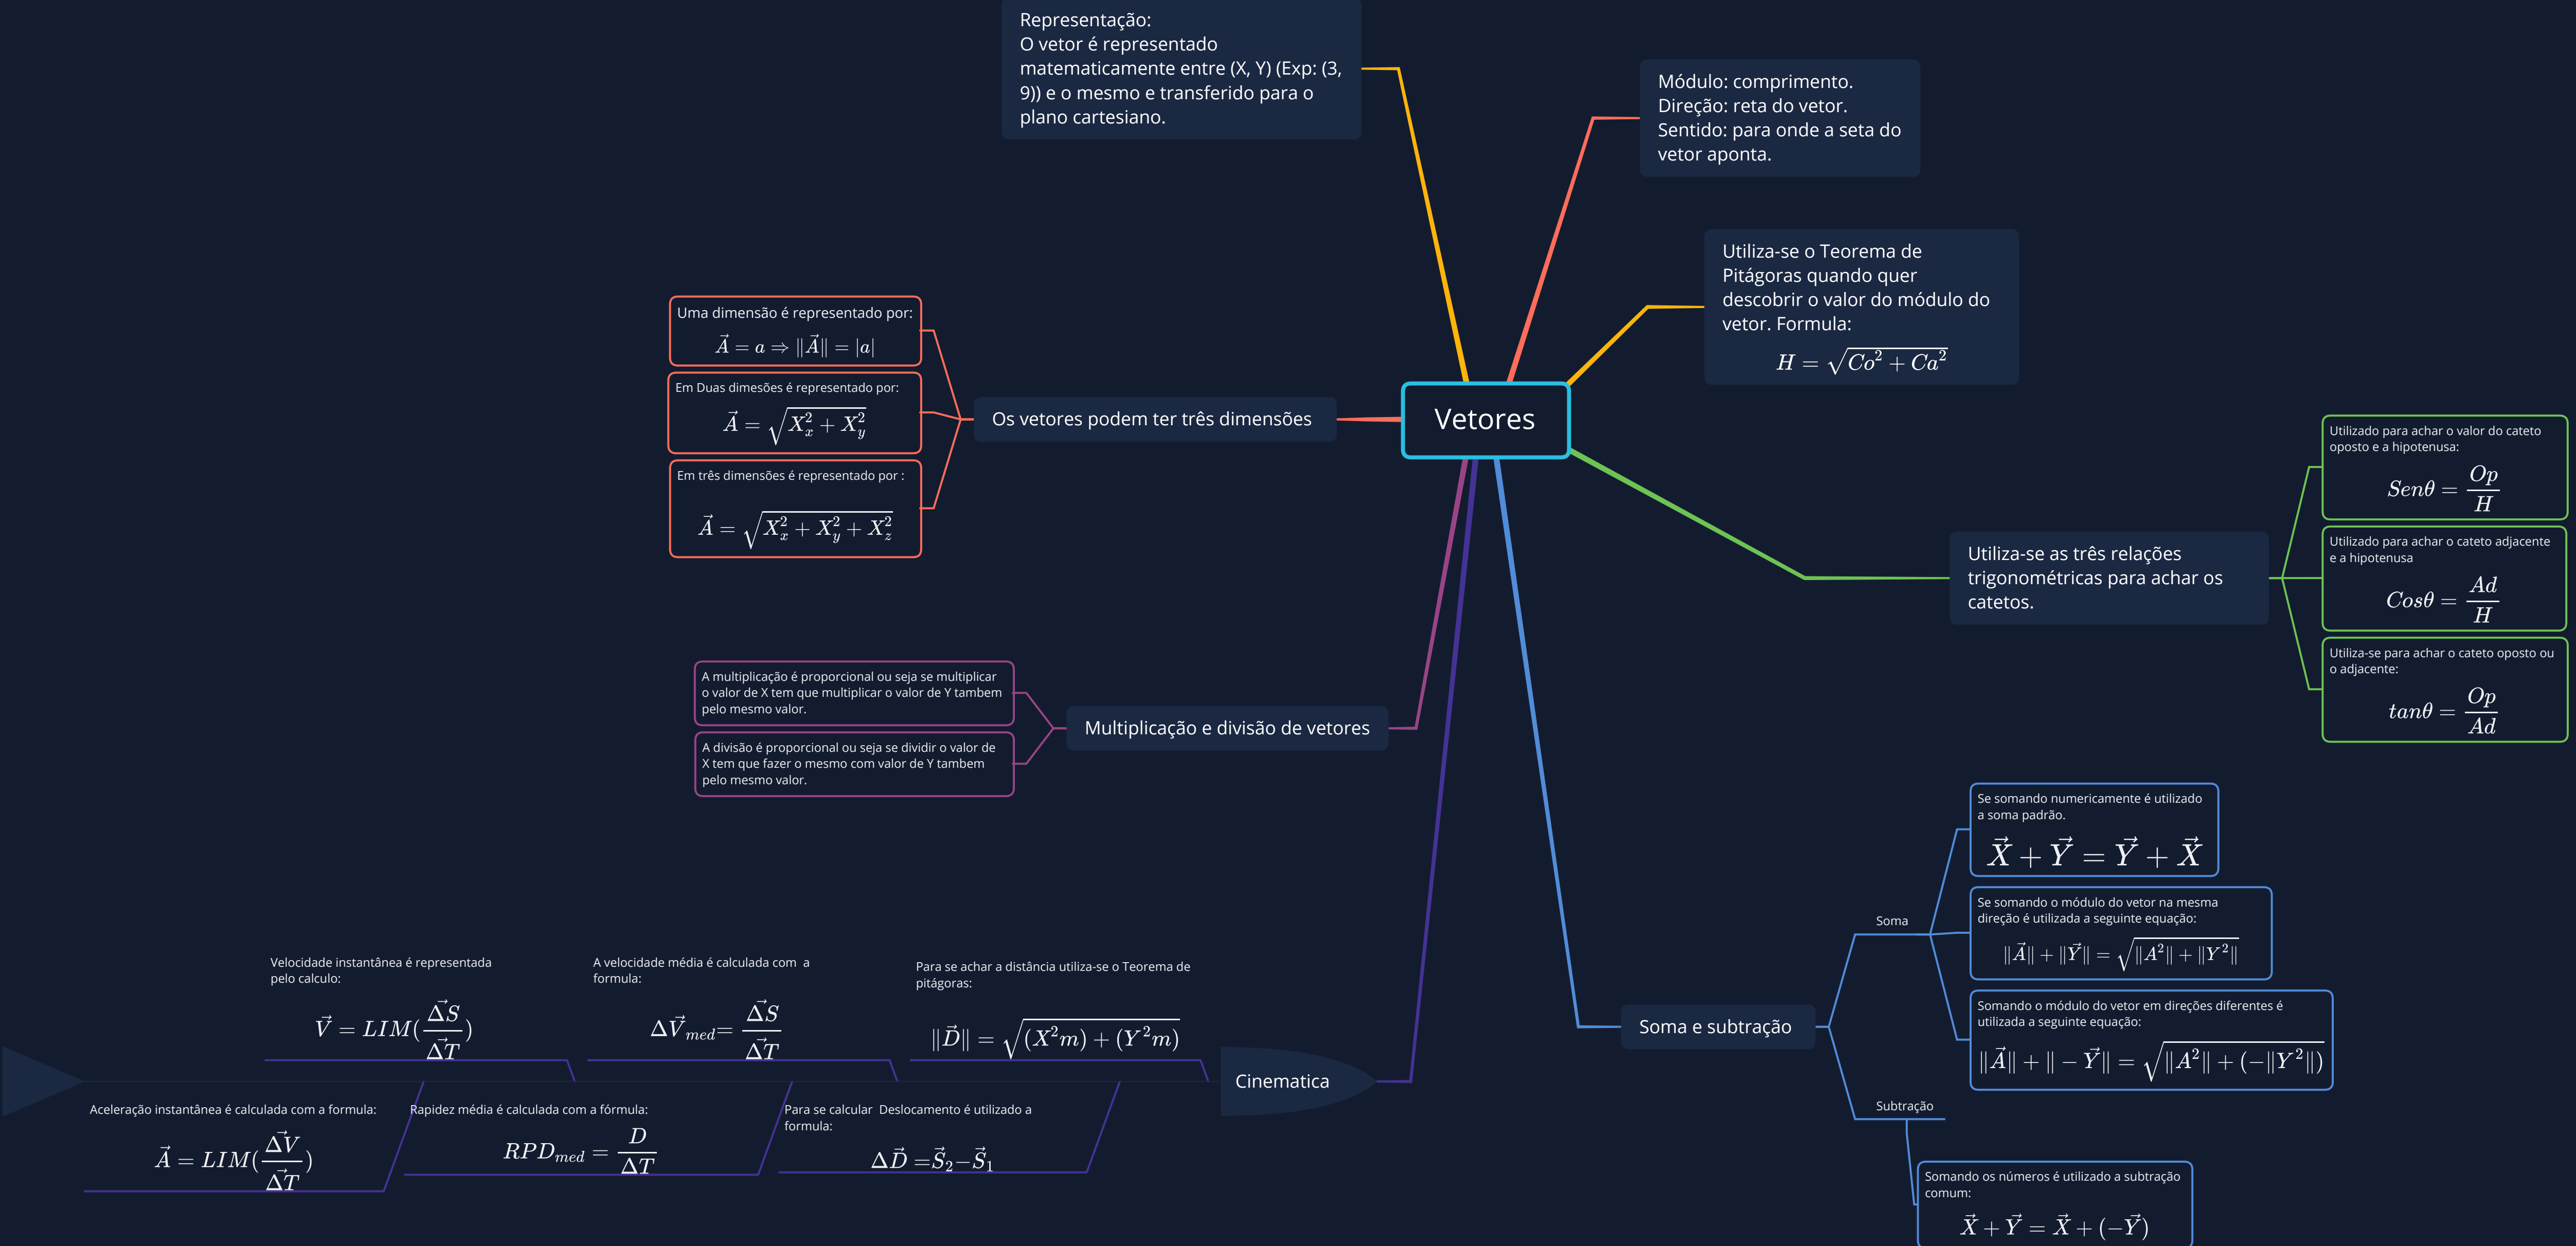 Representação:
O vetor é representado
matematicamente entre (X, Y) (Exp: (3,
9)) e o mesmo e transferido para o
plano cartesiano.
Módulo: comprimento.
Direção: reta do vetor.
Sentido: para onde a seta do
vetor aponta.
Utiliza-se o Teorema de
Pitágoras quando quer
descobrir o valor do módulo do
vetor. Formula:
H = √(Co² + Ca²)
Uma dimensão é representado por:
A⃗ = a ⇒ ‖A⃗‖ = |a|
Em Duas dimesões é representado por:
A⃗ = √(X²ₓ + X²_y)
Em três dimensões é representado por :
A⃗ = √(X²ₓ + X²_y + X²_z)
Os vetores podem ter três dimensões
Vetores
Utiliza-se as três relações
trigonométricas para achar os
catetos.
Utilizado para achar o valor do cateto
oposto e a hipotenusa:
Senθ = Op/H
Utilizado para achar o cateto adjacente
e a hipotenusa
Cosθ = Ad/H
Utiliza-se para achar o cateto oposto ou
o adjacente:
tanθ = Op/Ad
A multiplicação é proporcional ou seja se multiplicar
o valor de X tem que multiplicar o valor de Y tambem
pelo mesmo valor.
A divisão é proporcional ou seja se dividir o valor de
X tem que fazer o mesmo com valor de Y tambem
pelo mesmo valor.
Multiplicação e divisão de vetores
Soma e subtração
Soma
Se somando numericamente é utilizado
a soma padrão.
X⃗ + Y⃗ = Y⃗ + X⃗
Se somando o módulo do vetor na mesma
direção é utilizada a seguinte equação:
‖A⃗‖ + ‖Y⃗‖ = √(‖A²‖ + ‖Y²‖)
Somando o módulo do vetor em direções diferentes é
utilizada a seguinte equação:
‖A⃗‖ + ‖ − Y⃗‖ = √(‖A²‖ + (−‖Y²‖))
Subtração
Somando os números é utilizado a subtração
comum:
X⃗ + Y⃗ = X⃗ + (−Y⃗)
Cinematica
Velocidade instantânea é representada
pelo calculo:
V⃗ = LIM(ΔS⃗/ΔT⃗)
A velocidade média é calculada com a
formula:
ΔV⃗med = ΔS⃗/ΔT⃗
Para se achar a distância utiliza-se o Teorema de
pitágoras:
‖D⃗‖ = √((X²m) + (Y²m))
Aceleração instantânea é calculada com a formula:
A⃗ = LIM(ΔV⃗/ΔT⃗)
Rapidez média é calculada com a fórmula:
RPDmed = D/ΔT
Para se calcular Deslocamento é utilizado a
formula:
ΔD⃗ =S⃗₂−S⃗₁